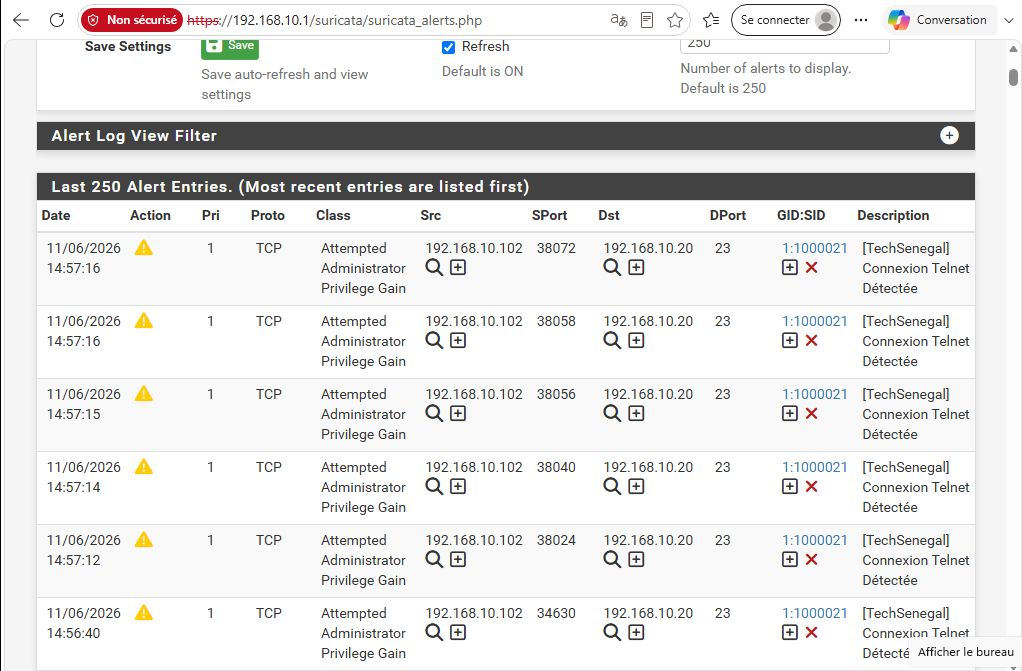 Non sécurisé https://192.168.10.1/suricata/suricata_alerts.php Se connecter Conversation
Save Settings Save Refresh 250
Save auto-refresh and view Default is ON Number of alerts to display.
settings Default is 250
Alert Log View Filter
Last 250 Alert Entries. (Most recent entries are listed first)
Date Action Pri Proto Class Src SPort Dst DPort GID:SID Description
11/06/2026 1 TCP Attempted 192.168.10.102 38072 192.168.10.20 23 1:1000021 [TechSenegal]
14:57:16 Administrator Connexion Telnet
Privilege Gain Détectée
11/06/2026 1 TCP Attempted 192.168.10.102 38058 192.168.10.20 23 1:1000021 [TechSenegal]
14:57:16 Administrator Connexion Telnet
Privilege Gain Détectée
11/06/2026 1 TCP Attempted 192.168.10.102 38056 192.168.10.20 23 1:1000021 [TechSenegal]
14:57:15 Administrator Connexion Telnet
Privilege Gain Détectée
11/06/2026 1 TCP Attempted 192.168.10.102 38040 192.168.10.20 23 1:1000021 [TechSenegal]
14:57:14 Administrator Connexion Telnet
Privilege Gain Détectée
11/06/2026 1 TCP Attempted 192.168.10.102 38024 192.168.10.20 23 1:1000021 [TechSenegal]
14:57:12 Administrator Connexion Telnet
Privilege Gain Détectée
11/06/2026 1 TCP Attempted 192.168.10.102 34630 192.168.10.20 23 1:1000021 [TechSenegal]
14:56:40 Administrator Connexion Telnet
Privilege Gain Afficher le bureau